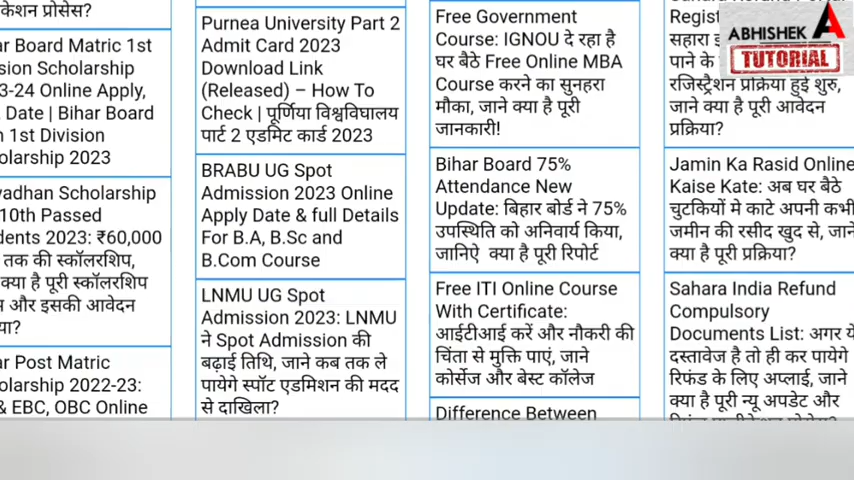 केशन प्रोसेस?
ar Board Matric 1st
ision Scholarship
3-24 Online Apply,
Date | Bihar Board
1st Division
olarship 2023
yadhan Scholarship
10th Passed
dents 2023: ₹60,000
तक की स्कॉलरशिप,
क्या है पूरी स्कॉलरशिप
और इसकी आवेदन
या?
ar Post Matric
olarship 2022-23:
& EBC, OBC Online
Purnea University Part 2
Admit Card 2023
Download Link
(Released) – How To
Check | पूर्णिया विश्वविघालय
पार्ट 2 एडमिट कार्ड 2023
BRABU UG Spot
Admission 2023 Online
Apply Date & full Details
For B.A, B.Sc and
B.Com Course
LNMU UG Spot
Admission 2023: LNMU
ने Spot Admission की
बढ़ाई तिथि, जाने कब तक ले
पायेगे स्पॉट एडमिशन की मदद
से दाखिला?
Free Government
Course: IGNOU दे रहा है
घर बैठे Free Online MBA
Course करने का सुनहरा
मौका, जाने क्या है पूरी
जानकारी!
Bihar Board 75%
Attendance New
Update: बिहार बोर्ड ने 75%
उपस्थिति को अनिवार्य किया,
जानिऐ क्या है पूरी रिपोर्ट
Free ITI Online Course
With Certificate:
आईटीआई करें और नौकरी की
चिंता से मुक्ति पाएं, जाने
कोर्सेज और बेस्ट कॉलेज
Difference Between
Regist
सहारा इ
पाने के
रजिस्ट्रैशन प्रक्रिया हुई शुरु,
जाने क्या है पूरी आवेदन
प्रक्रिया?
Jamin Ka Rasid Online
Kaise Kate: अब घर बैठे
चुटकियों मे काटे अपनी कभी
जमीन की रसीद खुद से, जाने
क्या है पूरी प्रक्रिया?
Sahara India Refund
Compulsory
Documents List: अगर ये
दस्तावेज है तो ही कर पायेगे
रिफंड के लिए अप्लाई, जाने
क्या है पूरी न्यू अपडेट और
ABHISHEK A
TUTORIAL